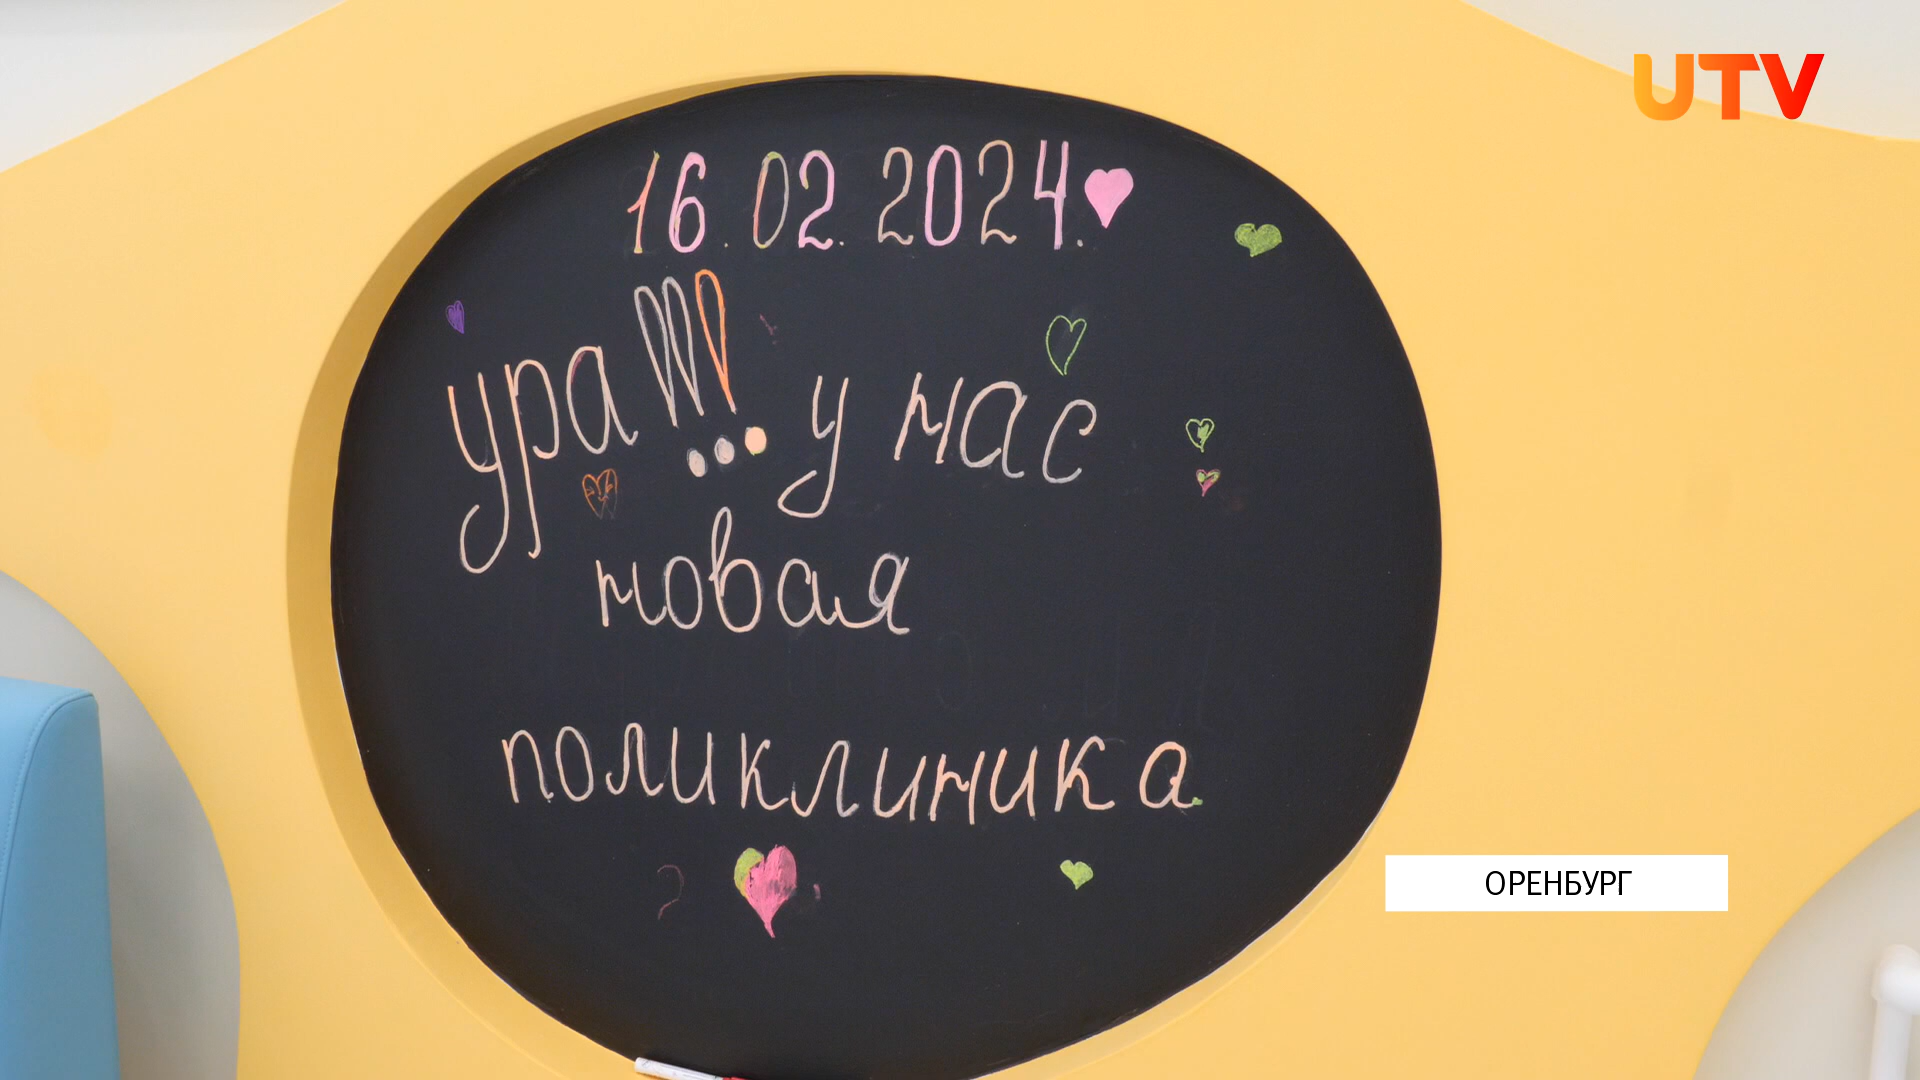 UTV
16.02.2024.
ура!!! у нас
новая
поликлиника
ОРЕНБУРГ